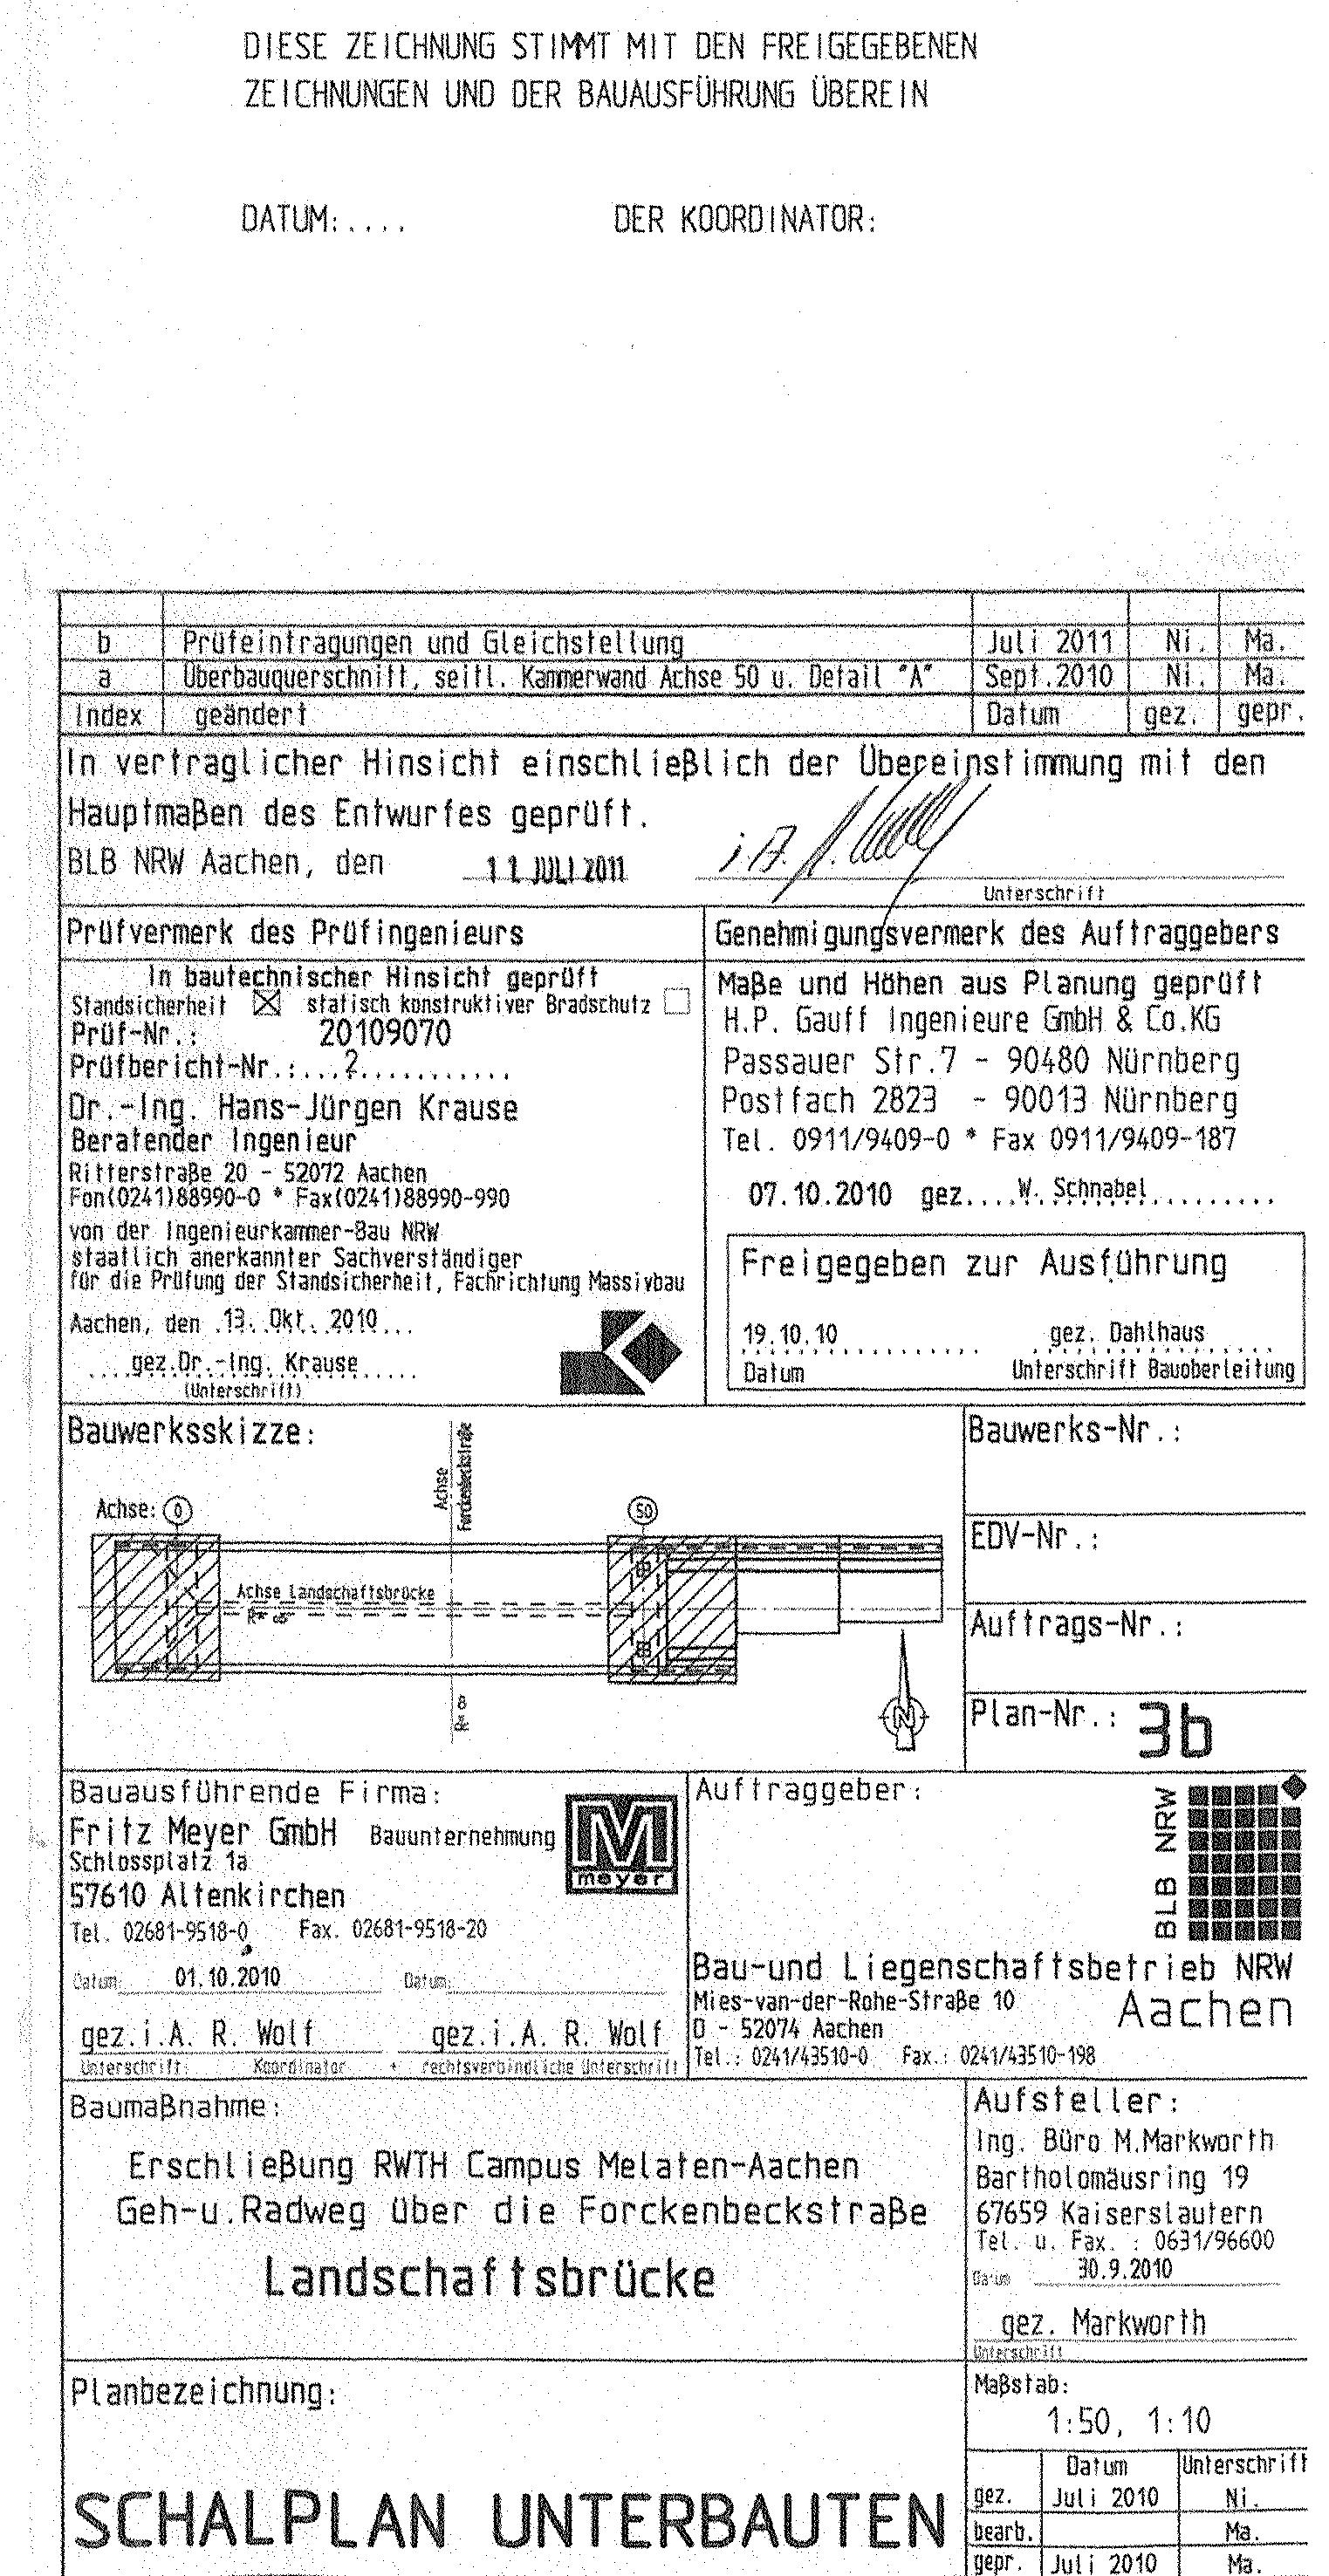 DIESE ZEICHNUNG STIMMT MIT DEN FREIGEGEBENEN
ZEICHNUNGEN UND DER BAUAUSFÜHRUNG ÜBEREIN
DATUM:.... DER KOORDINATOR:
b Prüfeintragungen und Gleichstellung Juli 2011 Ni. Ma.
a Überbauquerschnitt, seitl. Kammerwand Achse 50 u. Detail "A" Sept.2010 Ni. Ma.
Index geändert Datum gez. gepr.
In vertraglicher Hinsicht einschließlich der Übereinstimmung mit den
Hauptmaßen des Entwurfes geprüft.
BLB NRW Aachen, den 11. JULI 2011 i.A.
Unterschrift
Prüfvermerk des Prüfingenieurs
In bautechnischer Hinsicht geprüft
Standsicherheit ☒ statisch konstruktiver Bradschutz ☐
Prüf-Nr.: 20109070
Prüfbericht-Nr.:...2...........
Dr.-Ing. Hans-Jürgen Krause
Beratender Ingenieur
Ritterstraße 20 - 52072 Aachen
Fon(0241)88990-0 * Fax(0241)88990-990
von der Ingenieurkammer-Bau NRW
staatlich anerkannter Sachverständiger
für die Prüfung der Standsicherheit, Fachrichtung Massivbau
Aachen, den .13. Okt. 2010...
....gez.Dr.-Ing. Krause......
(Unterschrift)
Genehmigungsvermerk des Auftraggebers
Maße und Höhen aus Planung geprüft
H.P. Gauff Ingenieure GmbH & Co.KG
Passauer Str.7 - 90480 Nürnberg
Postfach 2823 - 90013 Nürnberg
Tel. 0911/9409-0 * Fax 0911/9409-187
07.10.2010 gez....W. Schnabel.........
Freigegeben zur Ausführung
19.10.10 gez. Dahlhaus
Datum Unterschrift Bauoberleitung
Bauwerksskizze:
Achse
Forckenbeckstraße
Achse: 0
50
Achse Landschaftsbrücke
R= ∞
R= ∞
N
Bauwerks-Nr.:
EDV-Nr.:
Auftrags-Nr.:
Plan-Nr.: 3b
Bauausführende Firma:
Fritz Meyer GmbH Bauunternehmung
M
meyer
Schlossplatz 1a
57610 Altenkirchen
Tel. 02681-9518-0 Fax. 02681-9518-20
Datum: 01.10.2010 Datum:
gez.i.A. R. Wolf gez.i.A. R. Wolf
Unterschrift: Koordinator + rechtsverbindliche Unterschrift
Auftraggeber:
BLB NRW
Bau-und Liegenschaftsbetrieb NRW
Mies-van-der-Rohe-Straße 10 Aachen
D - 52074 Aachen
Tel.: 0241/43510-0 Fax.: 0241/43510-198
Baumaßnahme:
Erschließung RWTH Campus Melaten-Aachen
Geh-u.Radweg über die Forckenbeckstraße
Landschaftsbrücke
Aufsteller:
Ing. Büro M.Markworth
Bartholomäusring 19
67659 Kaiserslautern
Tel. u. Fax. : 0631/96600
Datum 30.9.2010
gez. Markworth
Unterschrift
Planbezeichnung:
SCHALPLAN UNTERBAUTEN
Maßstab:
1:50, 1:10
Datum Unterschrift
gez. Juli 2010 Ni.
bearb. Ma.
gepr. Juli 2010 Ma.